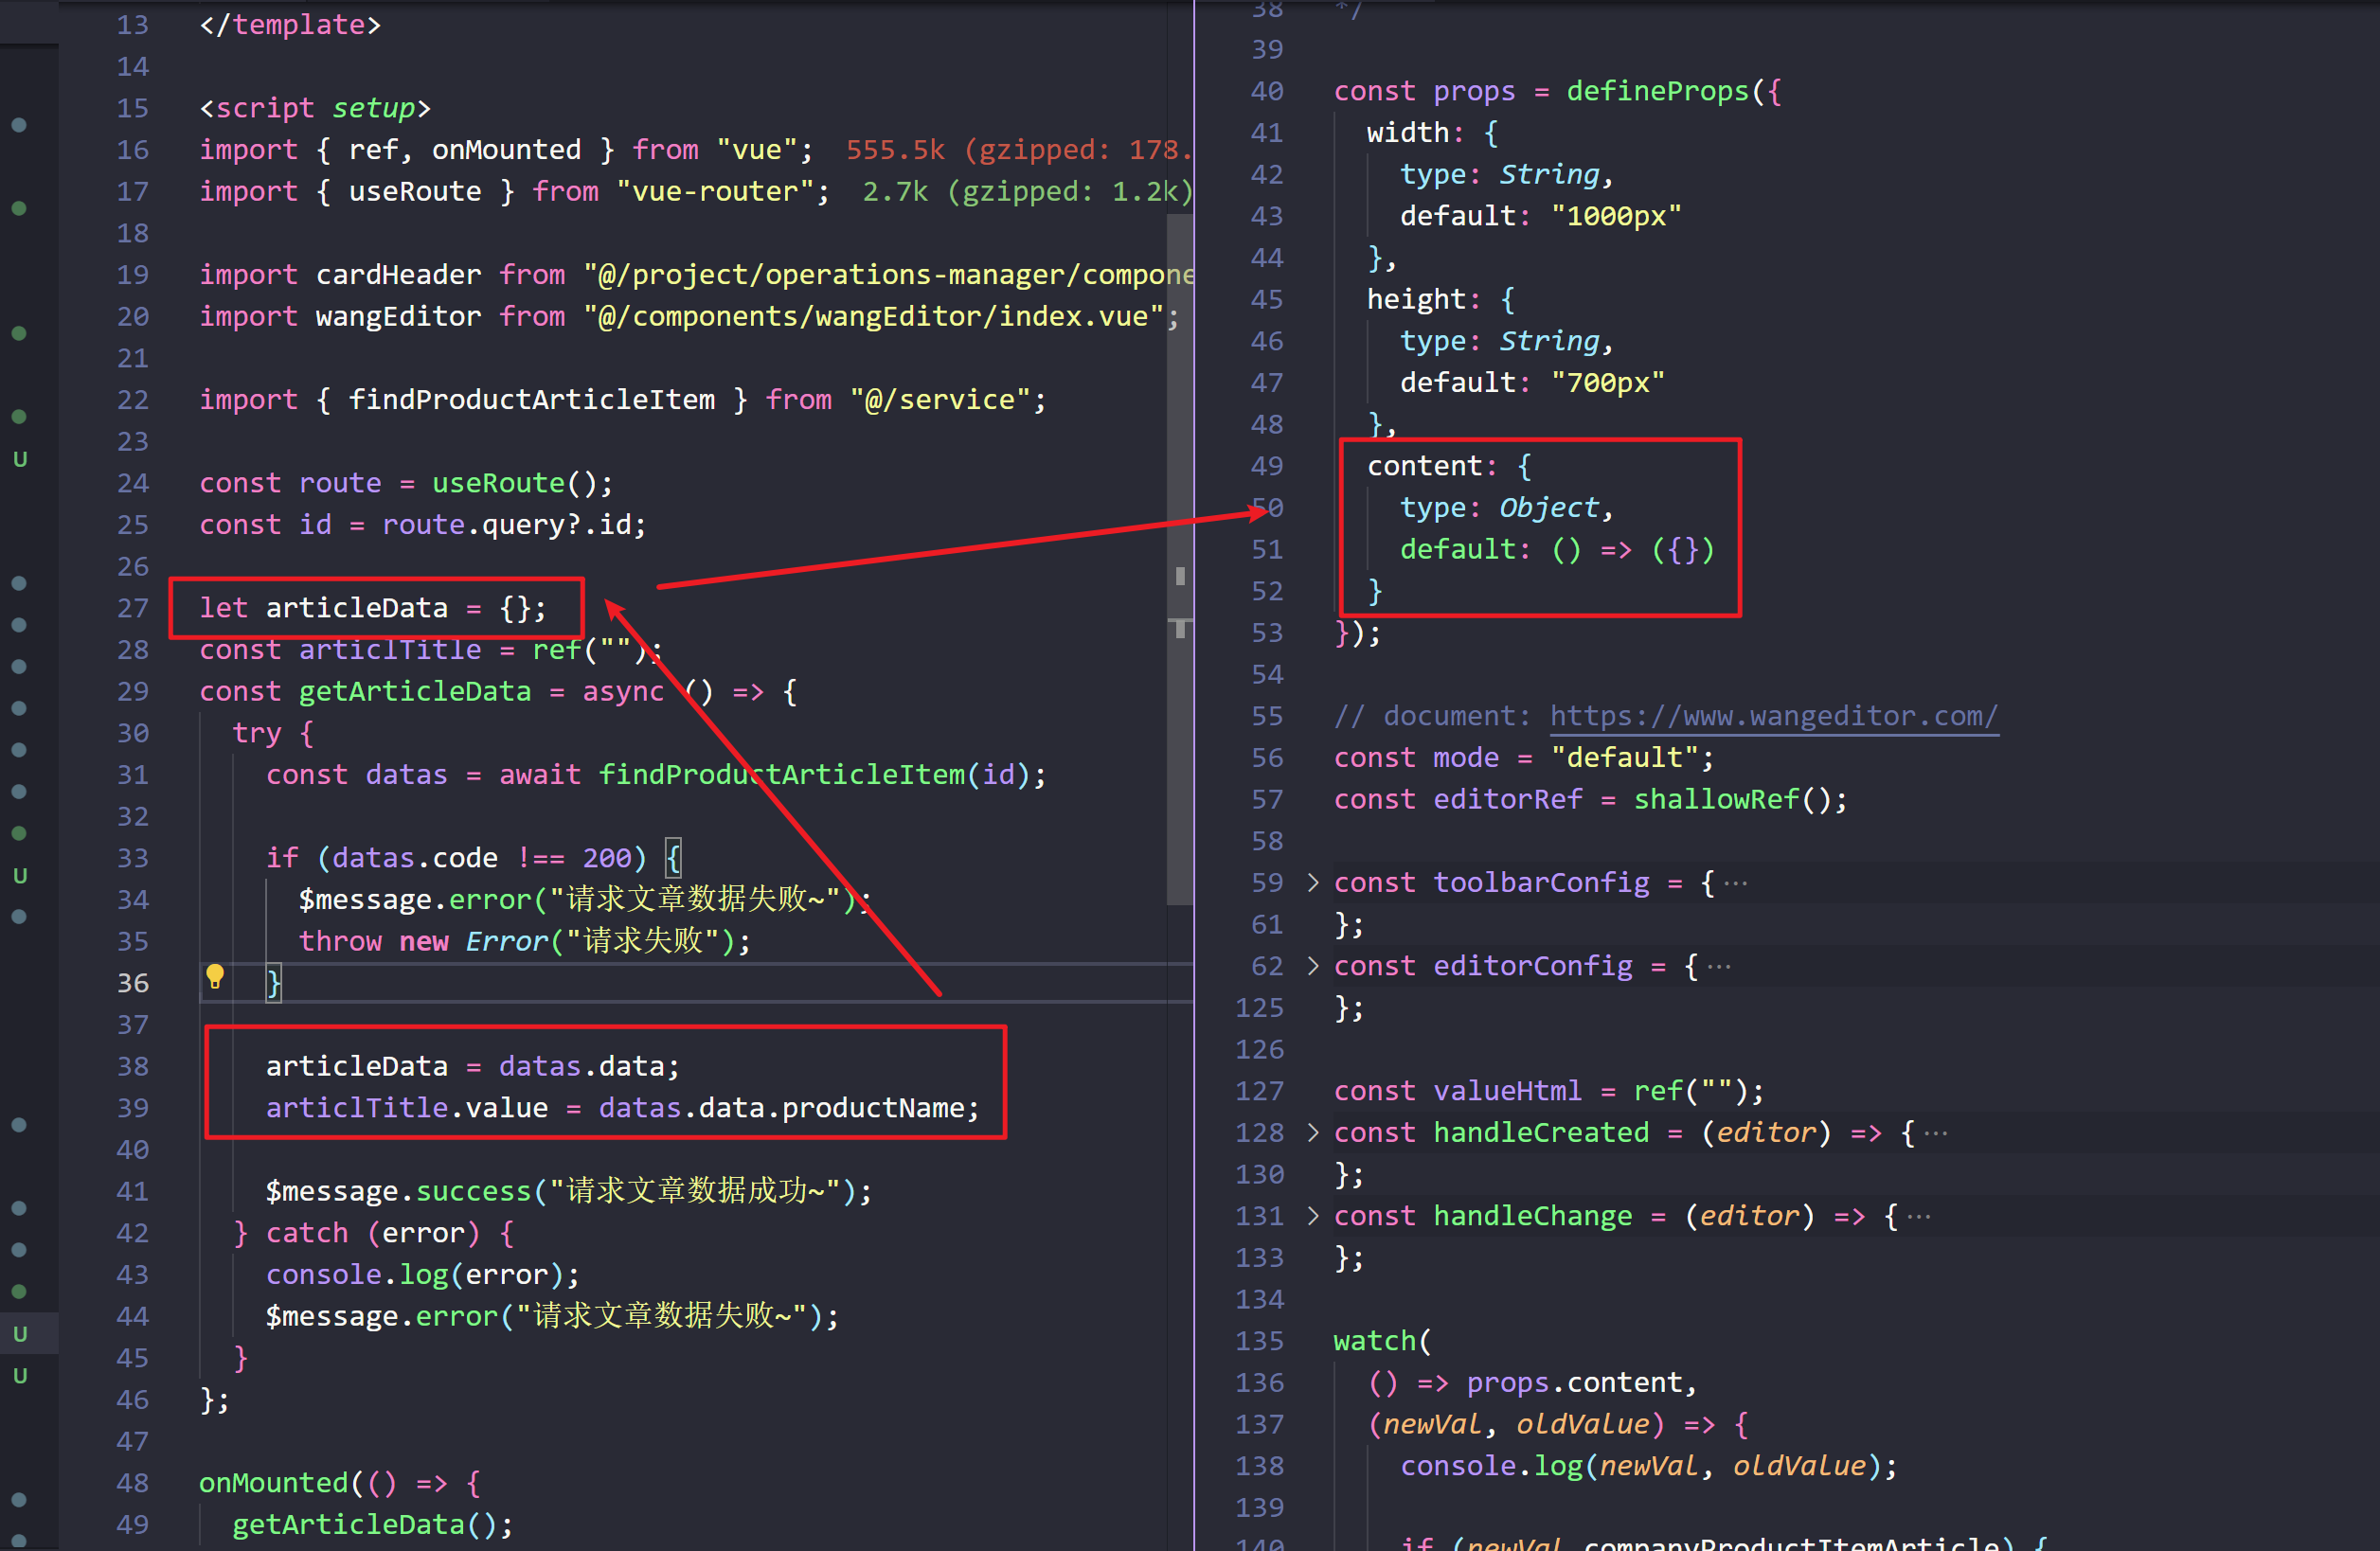 13 </template>
14
15 <script setup>
16 import { ref, onMounted } from "vue"; 555.5k (gzipped: 178.
17 import { useRoute } from "vue-router"; 2.7k (gzipped: 1.2k)
18
19 import cardHeader from "@/project/operations-manager/compone
20 import wangEditor from "@/components/wangEditor/index.vue";
21
22 import { findProductArticleItem } from "@/service";
23
U
24 const route = useRoute();
25 const id = route.query?.id;
26
27 let articleData = {};
28 const articlTitle = ref("");
29 const getArticleData = async () => {
30 try {
31 const datas = await findProductArticleItem(id);
32
33 if (datas.code !== 200) {
U
34 $message.error("请求文章数据失败~");
35 throw new Error("请求失败");
36 }
37
38 articleData = datas.data;
39 articlTitle.value = datas.data.productName;
40
41 $message.success("请求文章数据成功~");
42 } catch (error) {
43 console.log(error);
44 $message.error("请求文章数据失败~");
U
45 }
U
46 };
47
48 onMounted(() => {
49 getArticleData();
38 */
39
40 const props = defineProps({
41 width: {
42 type: String,
43 default: "1000px"
44 },
45 height: {
46 type: String,
47 default: "700px"
48 },
49 content: {
50 type: Object,
51 default: () => ({})
52 }
53 });
54
55 // document: https://www.wangeditor.com/
56 const mode = "default";
57 const editorRef = shallowRef();
58
59 const toolbarConfig = {···
61 };
62 const editorConfig = {···
125 };
126
127 const valueHtml = ref("");
128 const handleCreated = (editor) => {···
130 };
131 const handleChange = (editor) => {···
133 };
134
135 watch(
136 () => props.content,
137 (newVal, oldValue) => {
138 console.log(newVal, oldValue);
139
140 if (newVal.companyProductItemArticle) {